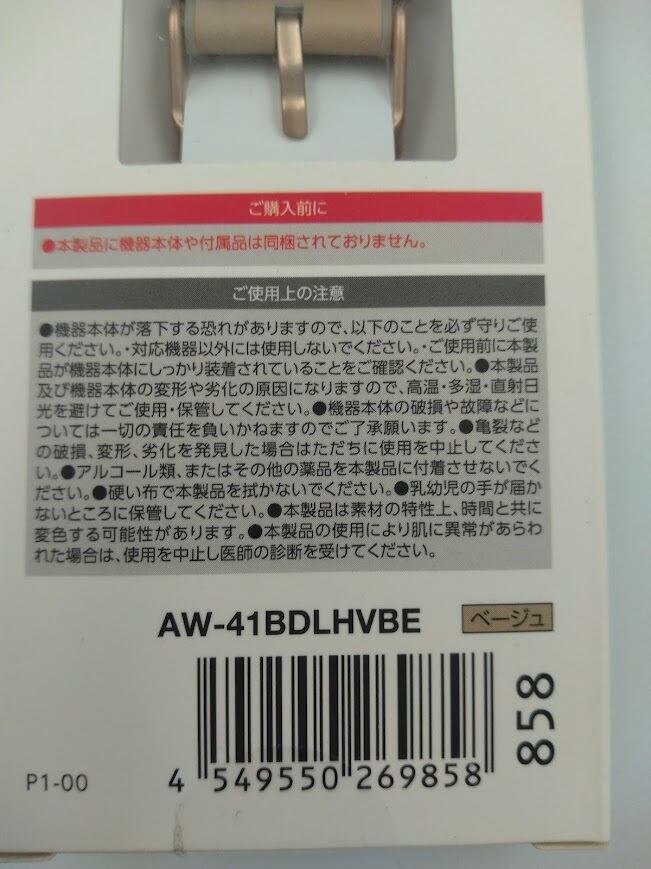 ご購入前に
●本製品に機器本体や付属品は同梱されておりません。
ご使用上の注意
●機器本体が落下する恐れがありますので、以下のことを必ず守りご使
用ください。・対応機器以外には使用しないでください。・ご使用前に本製
品が機器本体にしっかり装着されていることをご確認ください。●本製品
及び機器本体の変形や劣化の原因になりますので、高温・多湿・直射日
光を避けてご使用・保管してください。●機器本体の破損や故障などに
ついては一切の責任を負いかねますのでご了承願います。●亀裂など
の破損、変形、劣化を発見した場合はただちに使用を中止してくださ
い。●アルコール類、またはその他の薬品を本製品に付着させないでく
ださい。●硬い布で本製品を拭かないでください。●乳幼児の手が届か
ないところに保管してください。●本製品は素材の特性上、時間と共に
変色する可能性があります。●本製品の使用により肌に異常があらわ
れた場合は、使用を中止し医師の診断を受けてください。
AW-41BDLHVBE
ベージュ
858
P1-00
4 549550 269858